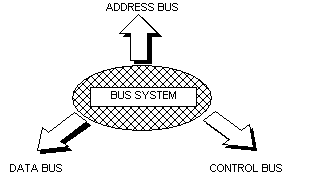 ADDRESS BUS
BUS SYSTEM
DATA BUS
CONTROL BUS